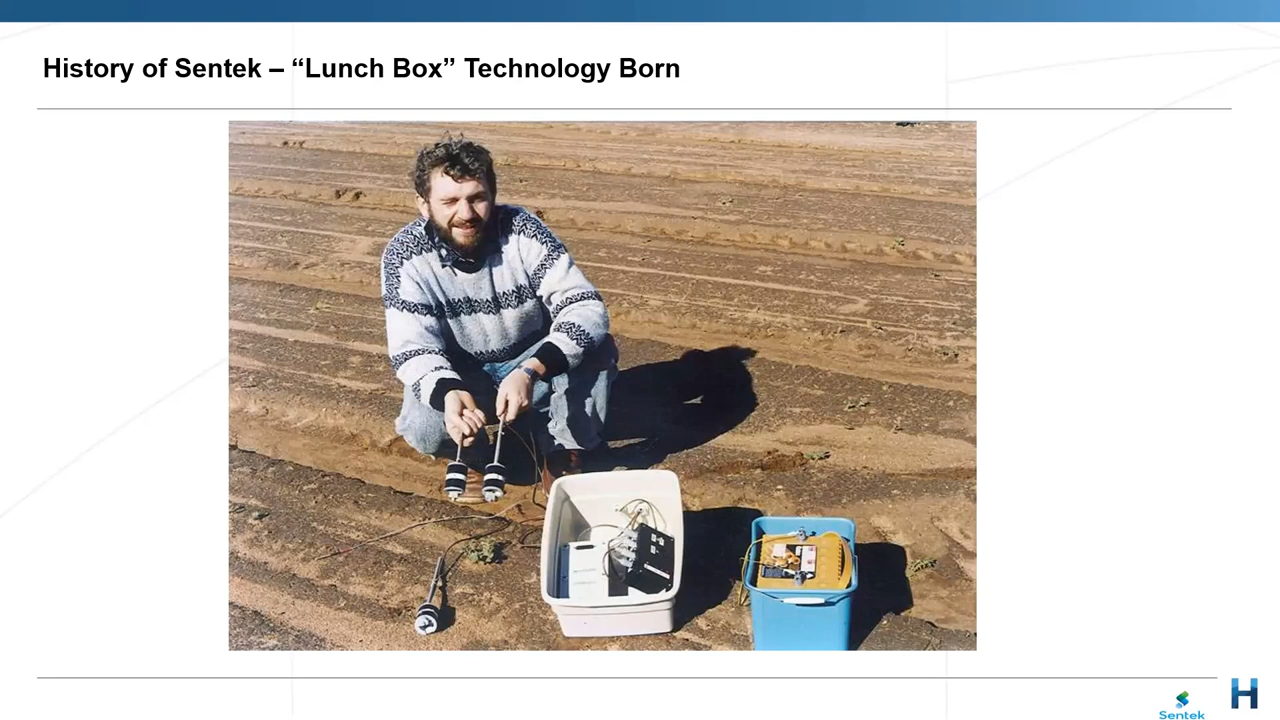 History of Sentek – “Lunch Box” Technology Born
Sentek
H